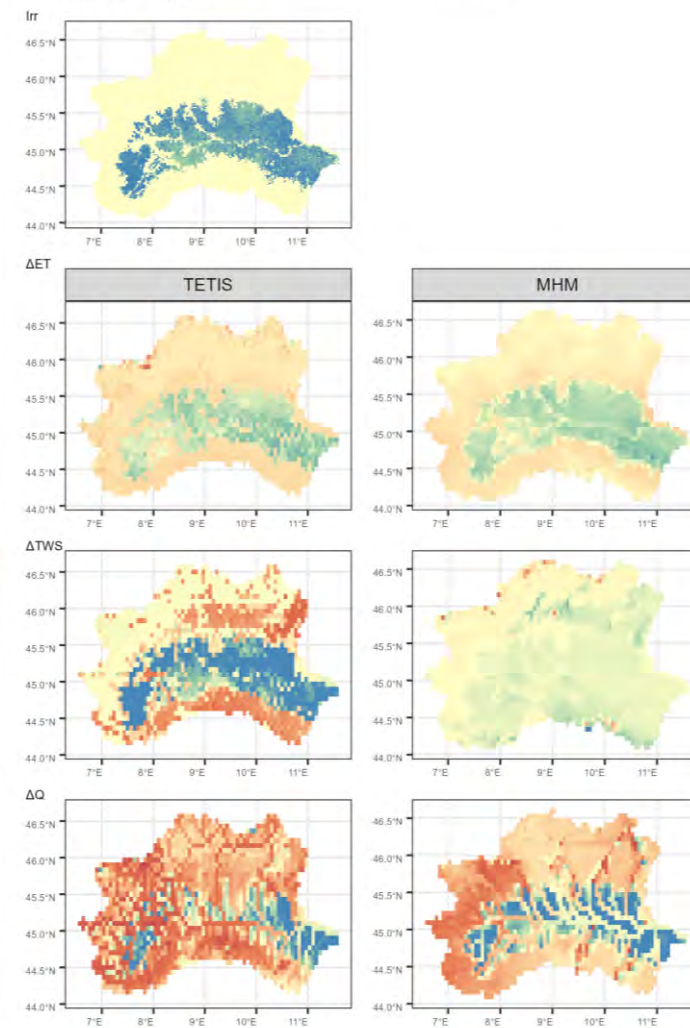 Irr
46.5°N
46.0°N
45.5°N
45.0°N
44.5°N
44.0°N
7°E 8°E 9°E 10°E 11°E
ΔET
TETIS MHM
46.5°N 46.5°N
46.0°N 46.0°N
45.5°N 45.5°N
45.0°N 45.0°N
44.5°N 44.5°N
44.0°N 44.0°N
7°E 8°E 9°E 10°E 11°E 7°E 8°E 9°E 10°E 11°E
ΔTWS
46.5°N 46.5°N
46.0°N 46.0°N
45.5°N 45.5°N
45.0°N 45.0°N
44.5°N 44.5°N
44.0°N 44.0°N
7°E 8°E 9°E 10°E 11°E 7°E 8°E 9°E 10°E 11°E
ΔQ
46.5°N 46.5°N
46.0°N 46.0°N
45.5°N 45.5°N
45.0°N 45.0°N
44.5°N 44.5°N
44.0°N 44.0°N
7°E 8°E 9°E 10°E 11°E 7°E 8°E 9°E 10°E 11°E